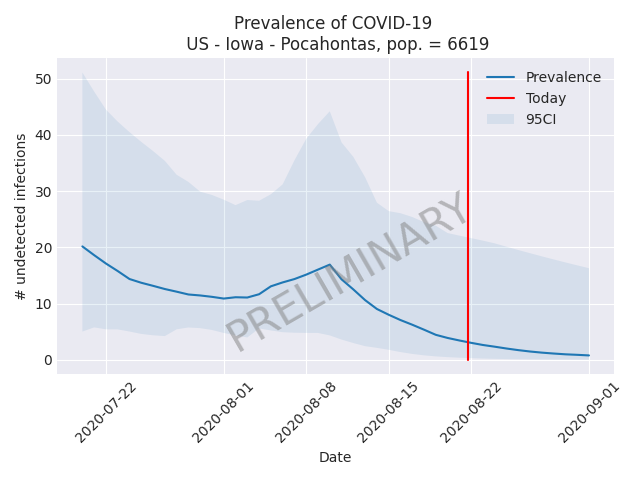 Prevalence of COVID-19
US - Iowa - Pocahontas, pop. = 6619
50
40
30
20
10
0
# undetected infections
Prevalence
Today
95CI
PRELIMINARY
2020-07-22
2020-08-01
2020-08-08
2020-08-15
2020-08-22
2020-09-01
Date